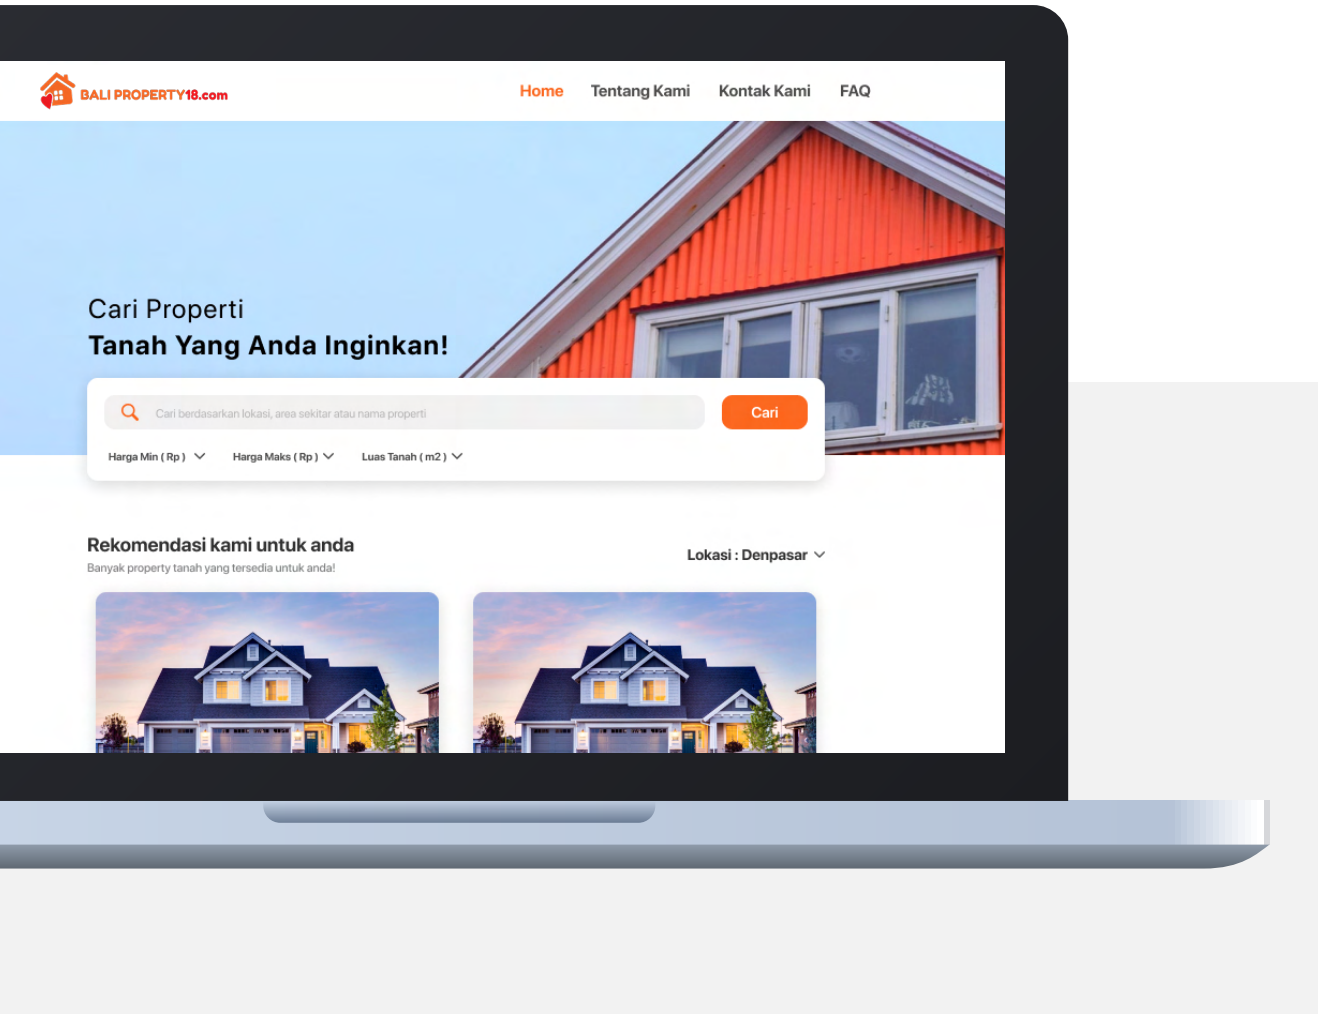 BALI PROPERTY18.com
Home Tentang Kami Kontak Kami FAQ
Cari Properti
Tanah Yang Anda Inginkan!
Cari berdasarkan lokasi, area sekitar atau nama properti
Cari
Harga Min ( Rp ) Harga Maks ( Rp ) Luas Tanah ( m2 )
Rekomendasi kami untuk anda
Lokasi : Denpasar
Banyak property tanah yang tersedia untuk anda!